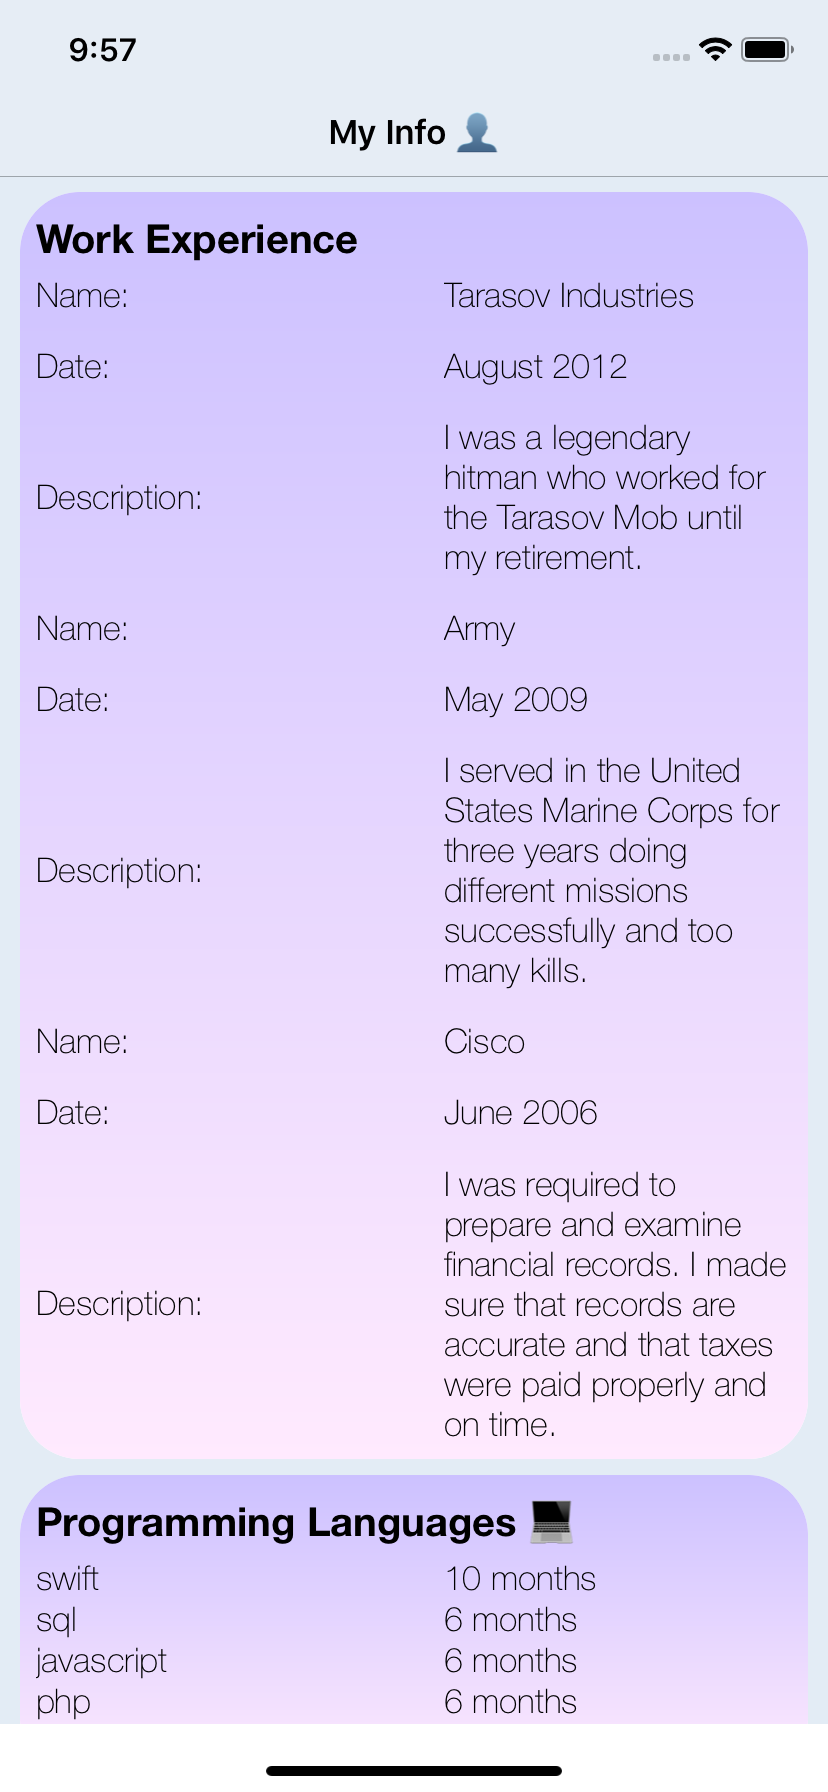 9:57
My Info 👤
Work Experience
Name: Tarasov Industries
Date: August 2012
Description: I was a legendary
hitman who worked for
the Tarasov Mob until
my retirement.
Name: Army
Date: May 2009
Description: I served in the United
States Marine Corps for
three years doing
different missions
successfully and too
many kills.
Name: Cisco
Date: June 2006
Description: I was required to
prepare and examine
financial records. I made
sure that records are
accurate and that taxes
were paid properly and
on time.
Programming Languages 💻
swift 10 months
sql 6 months
javascript 6 months
php 6 months